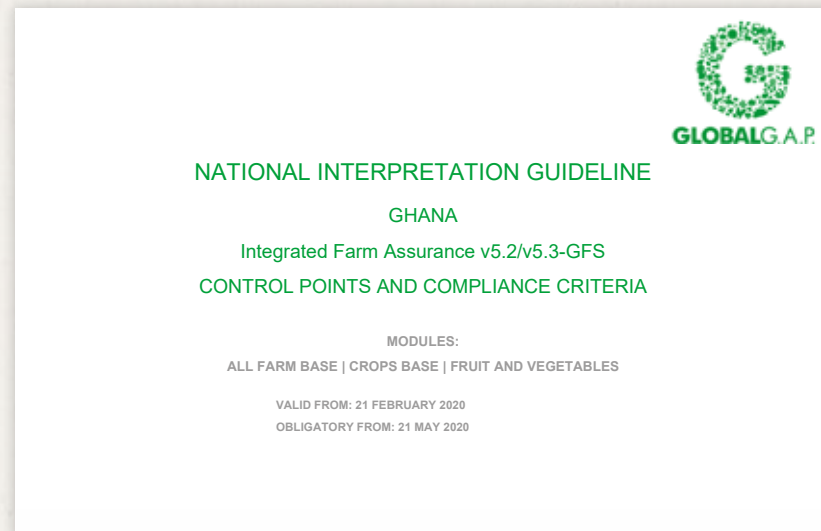 GLOBALG.A.P.
NATIONAL INTERPRETATION GUIDELINE
GHANA
Integrated Farm Assurance v5.2/v5.3-GFS
CONTROL POINTS AND COMPLIANCE CRITERIA
MODULES:
ALL FARM BASE | CROPS BASE | FRUIT AND VEGETABLES
VALID FROM: 21 FEBRUARY 2020
OBLIGATORY FROM: 21 MAY 2020